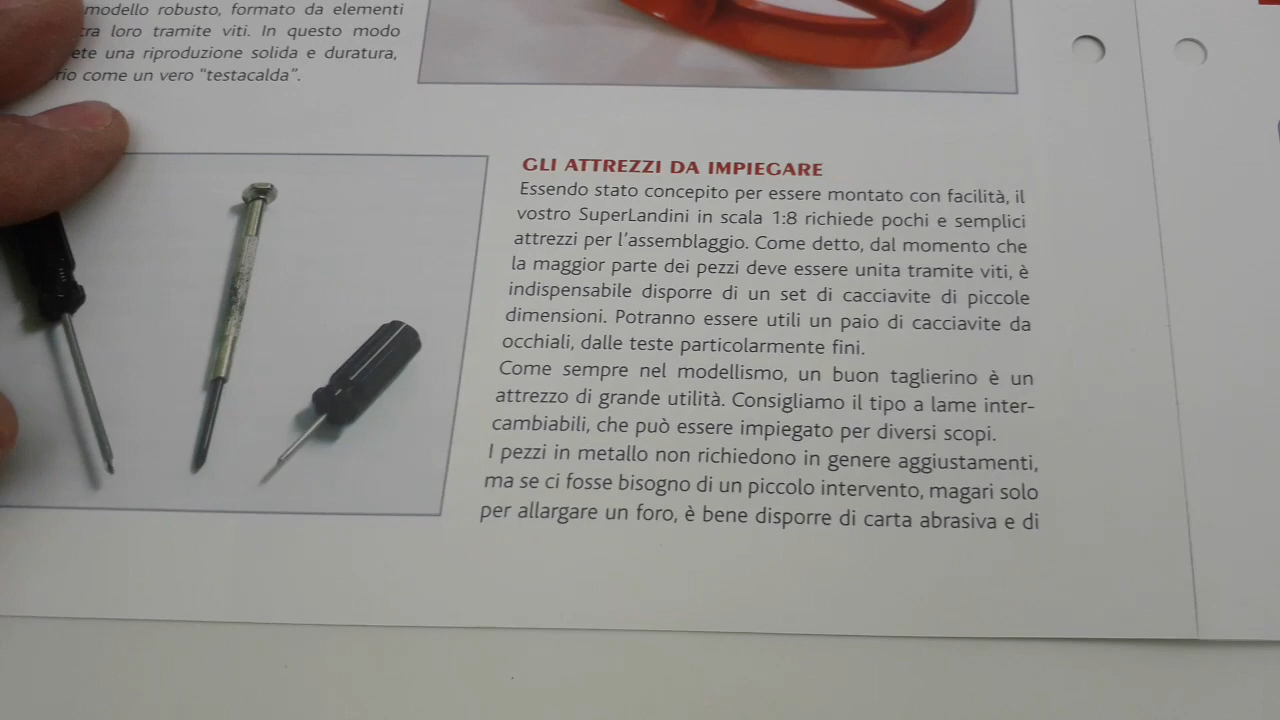 modello robusto, formato da elementi
loro tramite viti. In questo modo
una riproduzione solida e duratura,
come un vero “testacalda”.
GLI ATTREZZI DA IMPIEGARE
Essendo stato concepito per essere montato con facilità, il
vostro SuperLandini in scala 1:8 richiede pochi e semplici
attrezzi per l’assemblaggio. Come detto, dal momento che
la maggior parte dei pezzi deve essere unita tramite viti, è
indispensabile disporre di un set di cacciavite di piccole
dimensioni. Potranno essere utili un paio di cacciavite da
occhiali, dalle teste particolarmente fini.
Come sempre nel modellismo, un buon taglierino è un
attrezzo di grande utilità. Consigliamo il tipo a lame inter-
cambiabili, che può essere impiegato per diversi scopi.
I pezzi in metallo non richiedono in genere aggiustamenti,
ma se ci fosse bisogno di un piccolo intervento, magari solo
per allargare un foro, è bene disporre di carta abrasiva e di